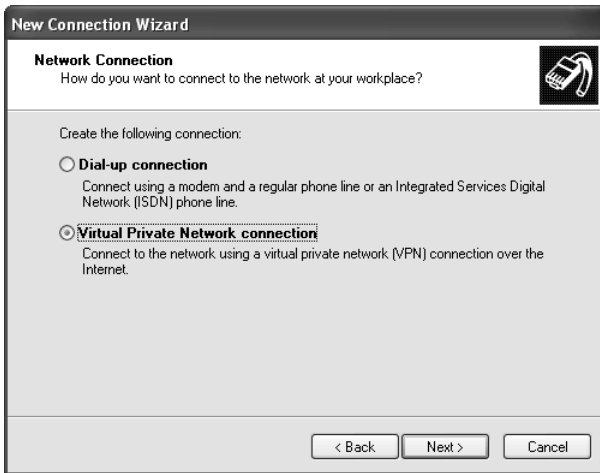 New Connection Wizard
Network Connection
How do you want to connect to the network at your workplace?
Create the following connection:
Dial-up connection
Connect using a modem and a regular phone line or an Integrated Services Digital
Network (ISDN) phone line.
Virtual Private Network connection
Connect to the network using a virtual private network (VPN) connection over the
Internet.
< Back
Next >
Cancel